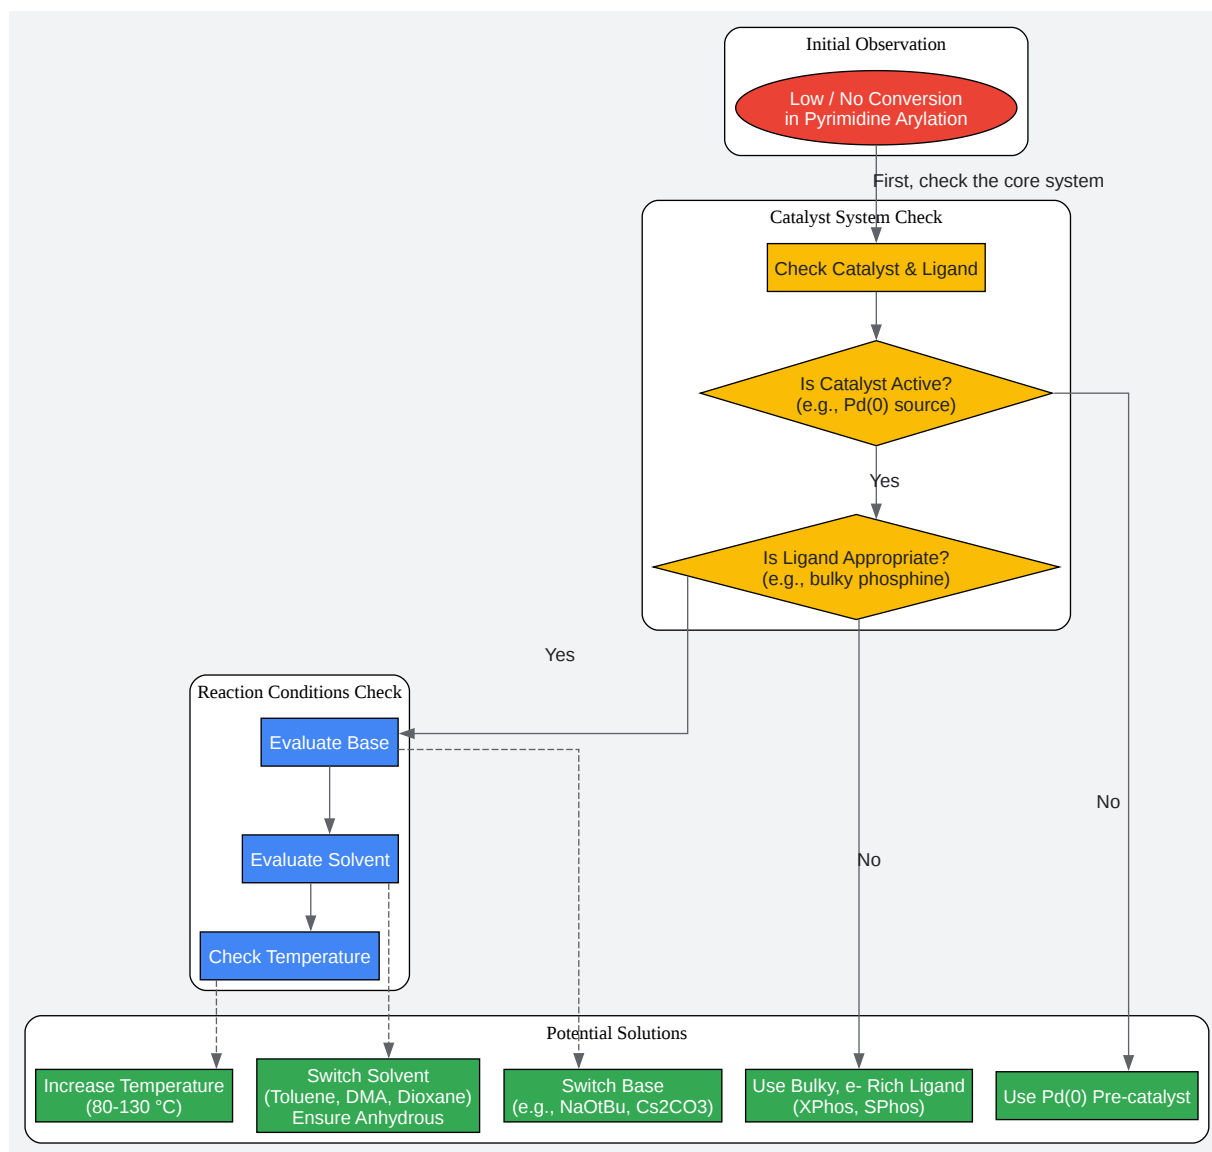 Initial Observation
Low / No Conversion
in Pyrimidine Arylation
First, check the core system
Catalyst System Check
Check Catalyst & Ligand
Is Catalyst Active?
(e.g., Pd(0) source)
Yes
Is Ligand Appropriate?
(e.g., bulky phosphine)
Yes
Reaction Conditions Check
Evaluate Base
No
Evaluate Solvent
No
Check Temperature
Potential Solutions
Increase Temperature
(80-130 °C)
Switch Solvent
(Toluene, DMA, Dioxane)
Ensure Anhydrous
Switch Base
(e.g., NaOtBu, Cs2CO3)
Use Bulky, e- Rich Ligand
(XPhos, SPhos)
Use Pd(0) Pre-catalyst